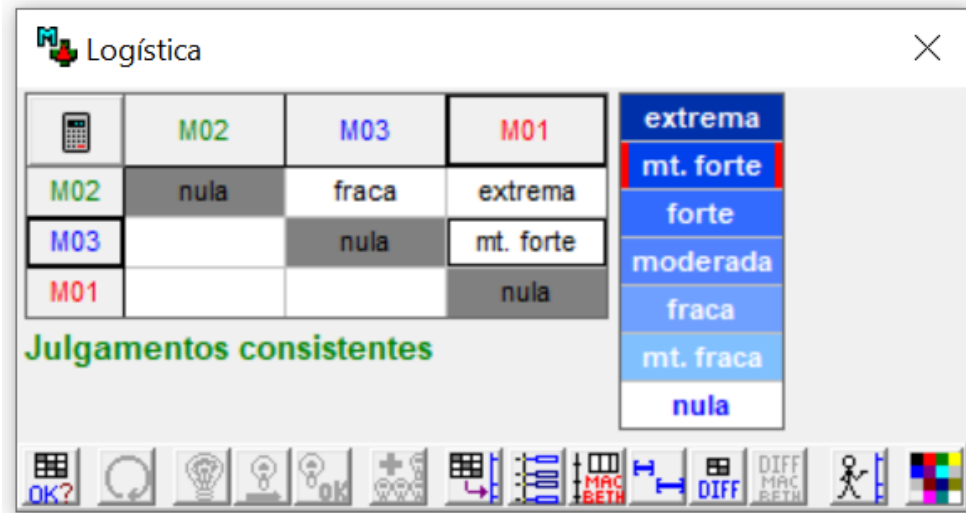 Logística
M02 M03 M01
M02 nula fraca extrema
M03 nula mt. forte
M01 nula
Julgamentos consistentes
extrema
mt. forte
forte
moderada
fraca
mt. fraca
nula
OK?
OK
MAC
BETH
DIFF
DIFF
MAC
BETH